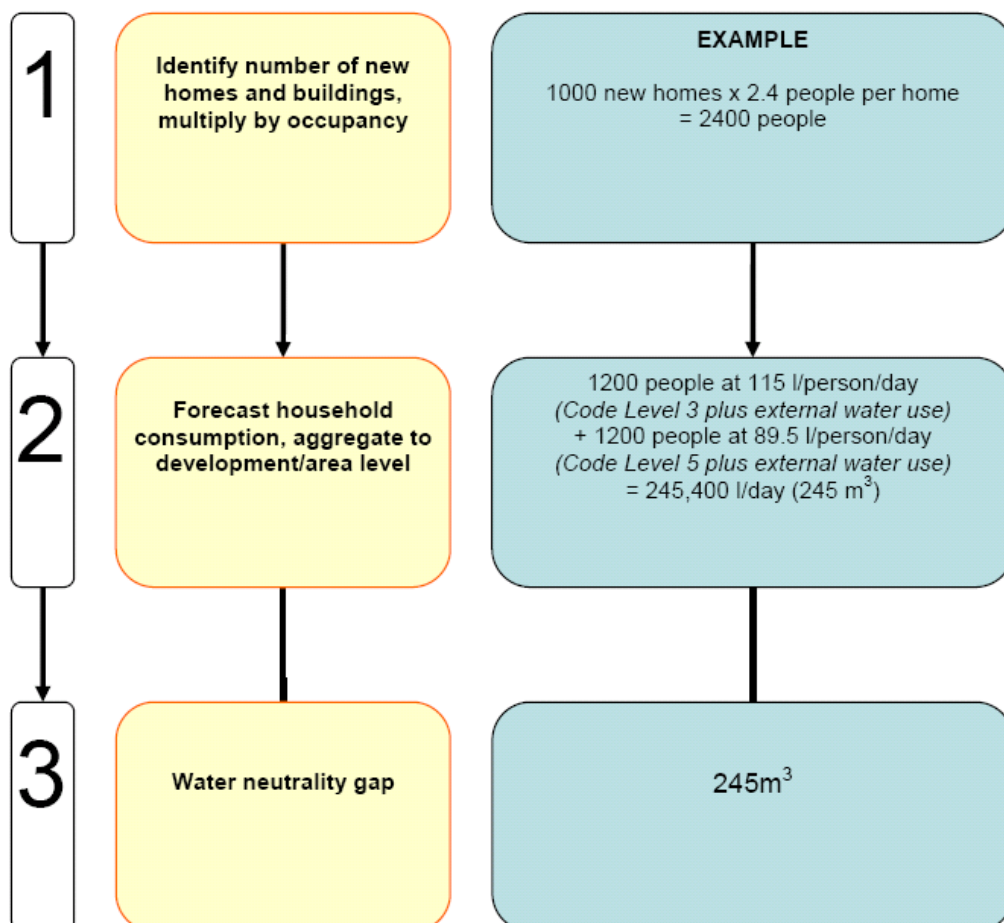 1
Identify number of new
homes and buildings,
multiply by occupancy
EXAMPLE
1000 new homes x 2.4 people per home
= 2400 people
2
Forecast household
consumption, aggregate to
development/area level
1200 people at 115 l/person/day
(Code Level 3 plus external water use)
+ 1200 people at 89.5 l/person/day
(Code Level 5 plus external water use)
= 245,400 l/day (245 m³)
3
Water neutrality gap
245m³